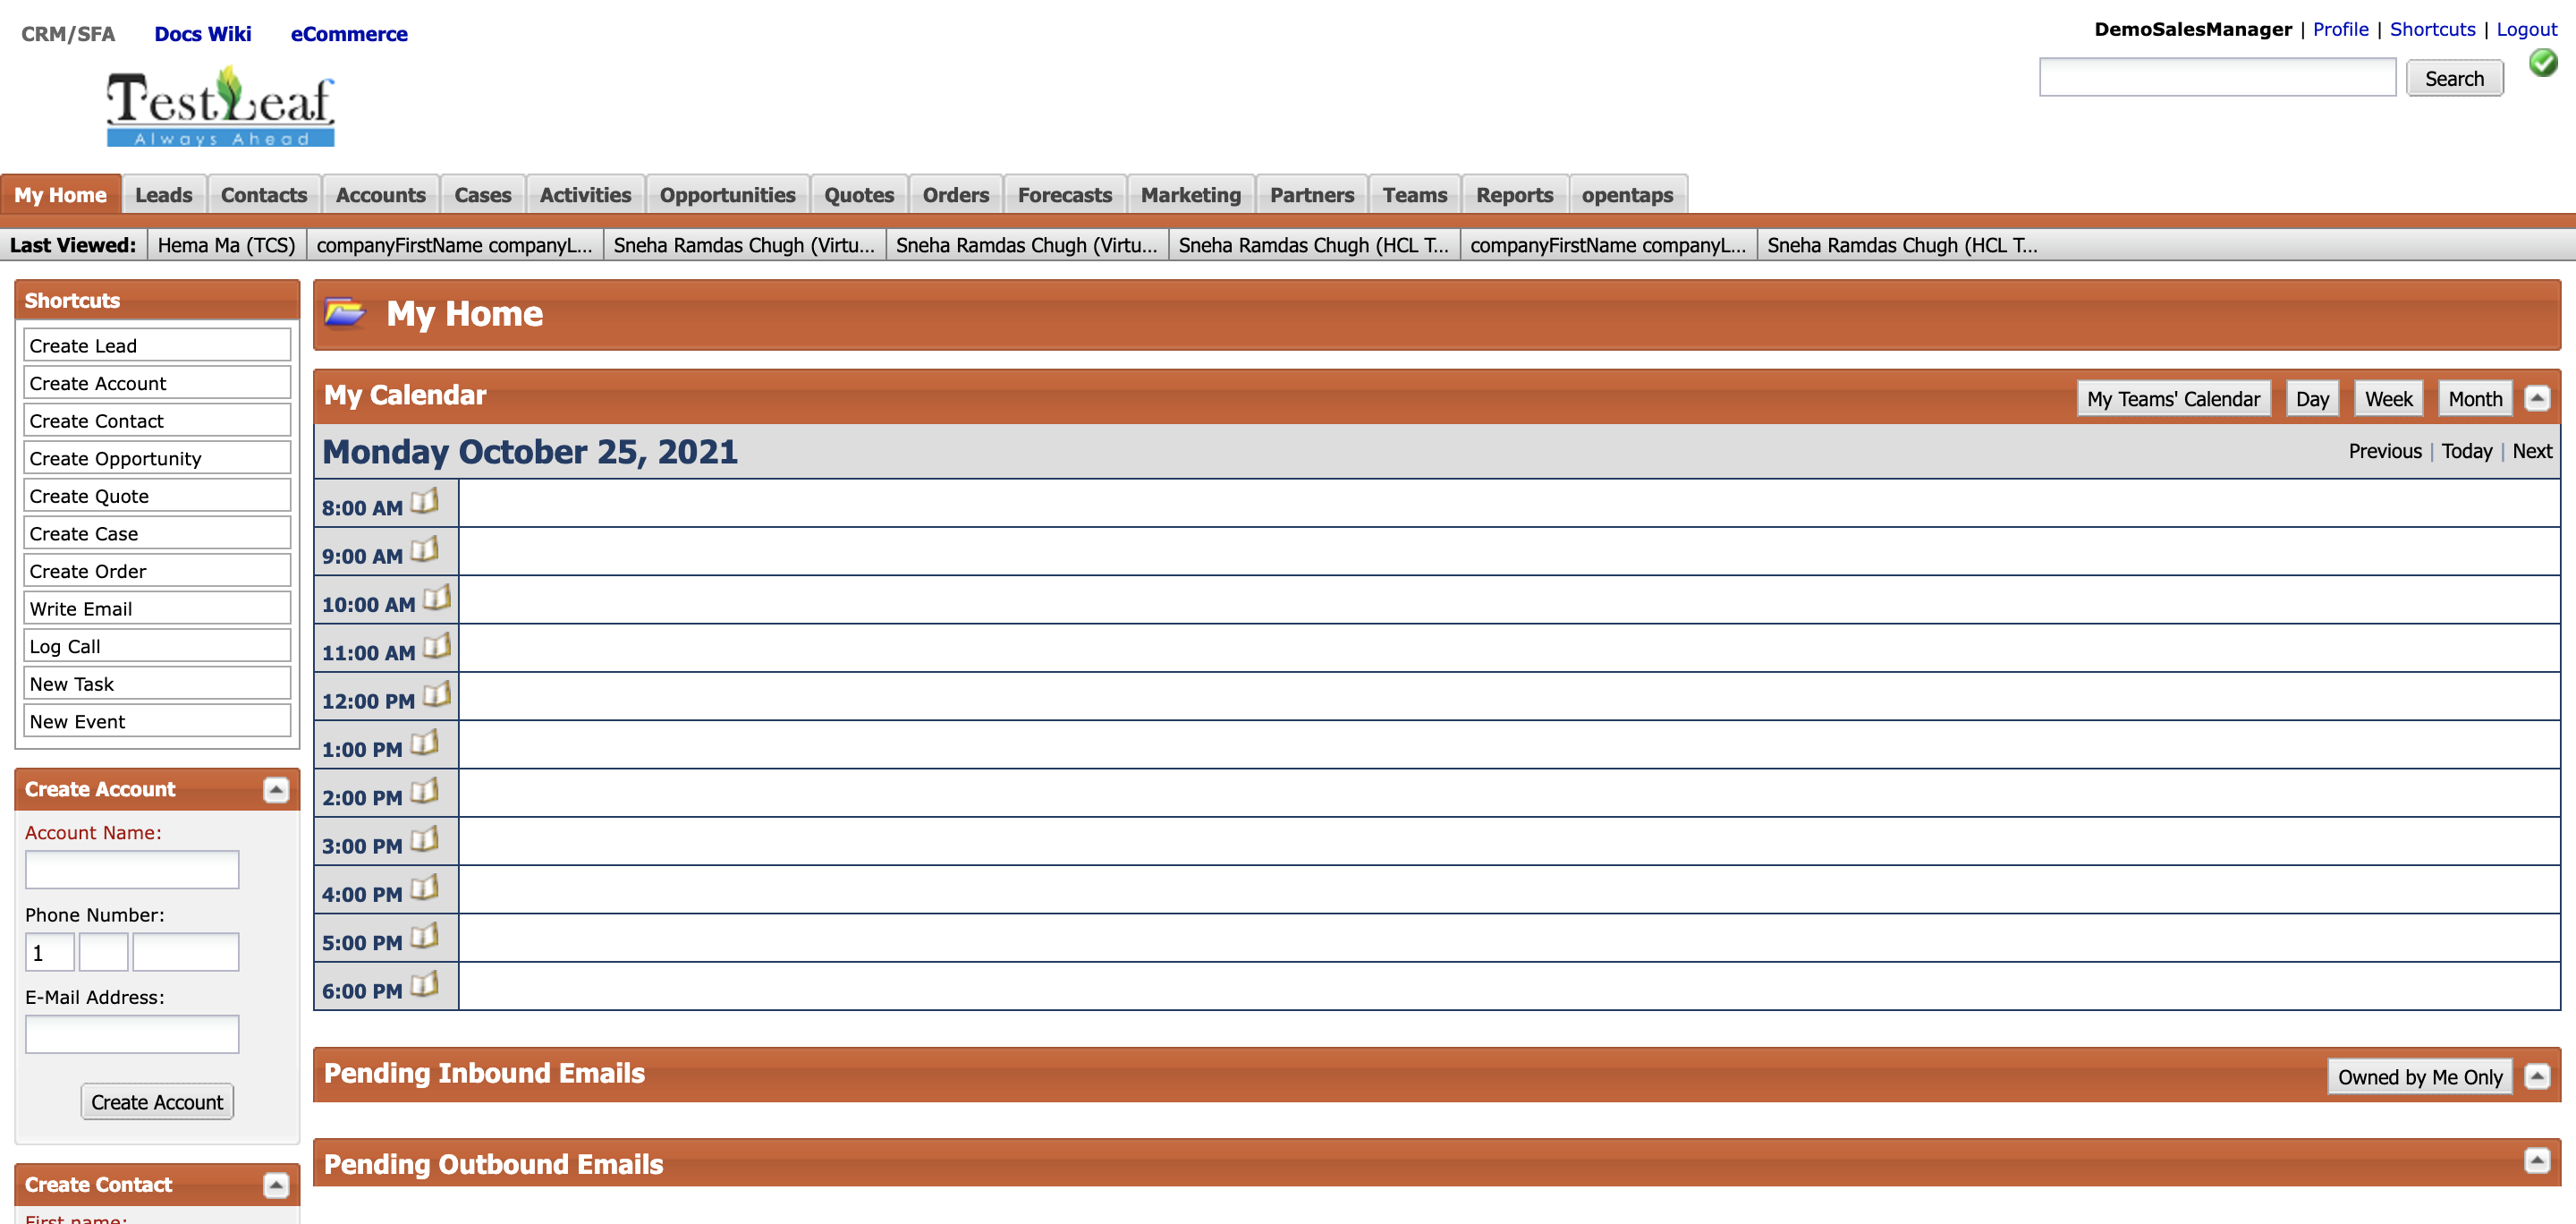 CRM/SFA Docs Wiki eCommerce
DemoSalesManager | Profile | Shortcuts | Logout
Search
TestLeaf
Always Ahead
My Home Leads Contacts Accounts Cases Activities Opportunities Quotes Orders Forecasts Marketing Partners Teams Reports opentaps
Last Viewed: Hema Ma (TCS) companyFirstName companyL... Sneha Ramdas Chugh (Virtu... Sneha Ramdas Chugh (Virtu... Sneha Ramdas Chugh (HCL T... companyFirstName companyL... Sneha Ramdas Chugh (HCL T...
Shortcuts
Create Lead
Create Account
Create Contact
Create Opportunity
Create Quote
Create Case
Create Order
Write Email
Log Call
New Task
New Event
Create Account
Account Name:
Phone Number:
1
E-Mail Address:
Create Account
Create Contact
First name:
My Home
My Calendar
My Teams' Calendar Day Week Month
Monday October 25, 2021
Previous | Today | Next
8:00 AM
9:00 AM
10:00 AM
11:00 AM
12:00 PM
1:00 PM
2:00 PM
3:00 PM
4:00 PM
5:00 PM
6:00 PM
Pending Inbound Emails
Owned by Me Only
Pending Outbound Emails